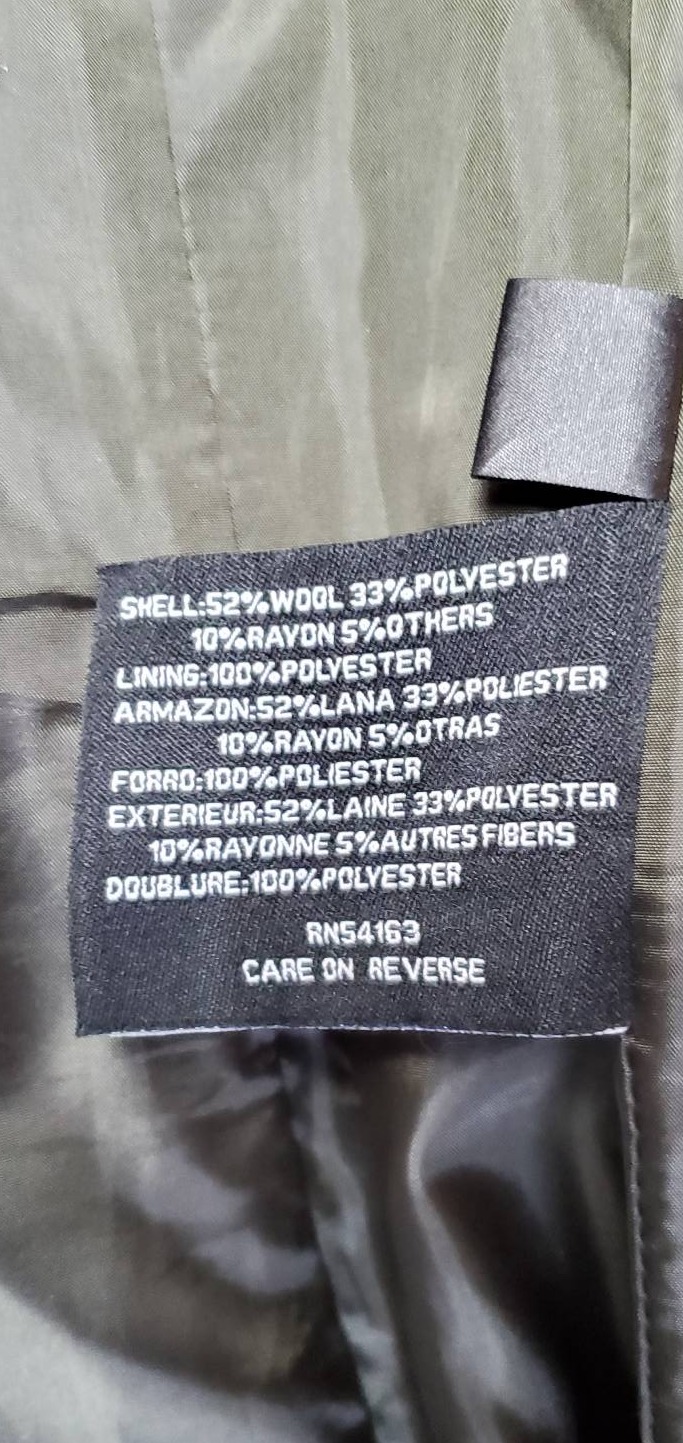 SHELL:52%WOOL 33%POLYESTER
10%RAYON 5%OTHERS
LINING:100%POLYESTER
ARMAZON:52%LANA 33%POLIESTER
10%RAYON 5%OTRAS
FORRO:100%POLIESTER
EXTERIEUR:52%LAINE 33%POLYESTER
10%RAYONNE 5%AUTRES FIBERS
DOUBLURE:100%POLYESTER
RN54163
CARE ON REVERSE